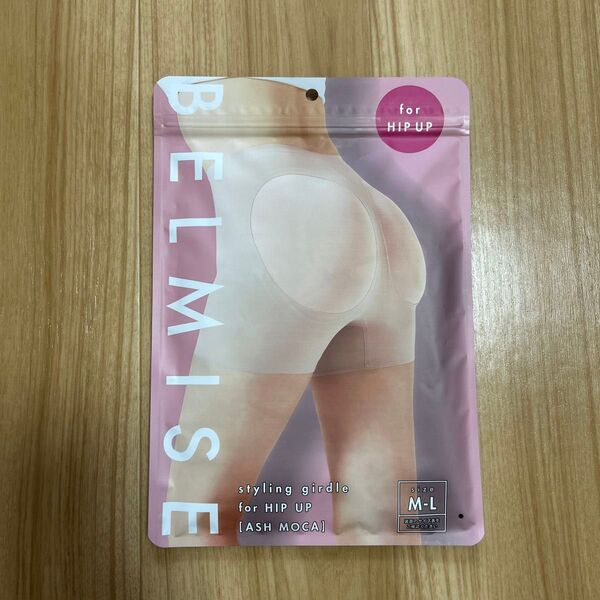 BELMISE
for
HIP UP
styling girdle
for HIP UP
[ASH MOCA]
size
M-L